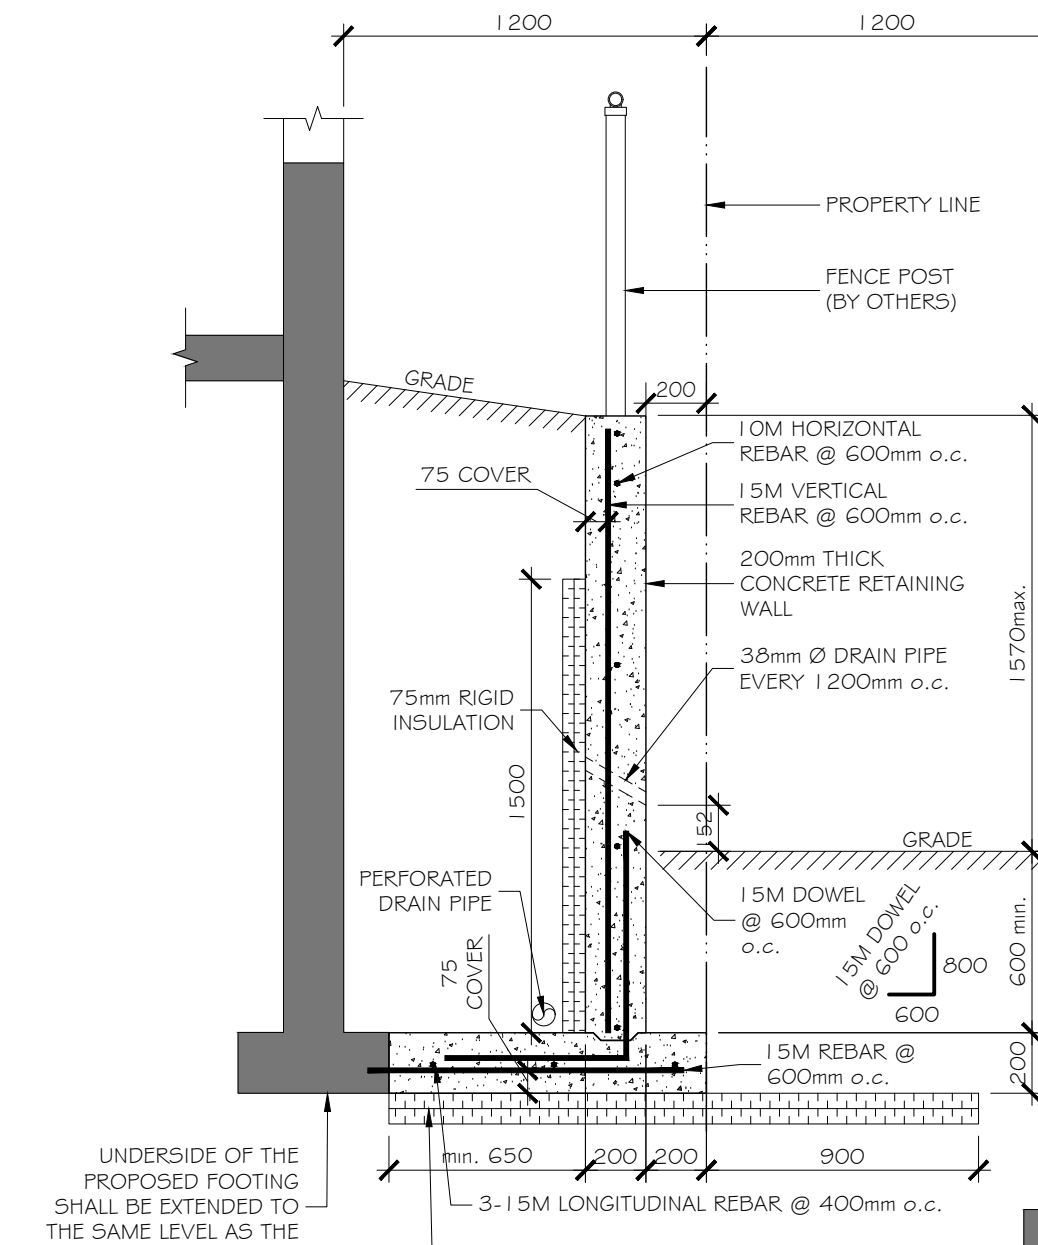 1200
1200
PROPERTY LINE
FENCE POST
(BY OTHERS)
GRADE
200
10M HORIZONTAL
REBAR @ 600mm o.c.
75 COVER
15M VERTICAL
REBAR @ 600mm o.c.
200mm THICK
CONCRETE RETAINING
WALL
1570max.
38mm Ø DRAIN PIPE
EVERY 1200mm o.c.
75mm RIGID
INSULATION
1500
152
GRADE
PERFORATED
DRAIN PIPE
15M DOWEL
@ 600mm
o.c.
15M DOWEL
@ 600 o.c.
800
600
600 min.
75
COVER
15M REBAR @
600mm o.c.
200
min. 650
200
200
900
UNDERSIDE OF THE
PROPOSED FOOTING
SHALL BE EXTENDED TO
THE SAME LEVEL AS THE
3-15M LONGITUDINAL REBAR @ 400mm o.c.